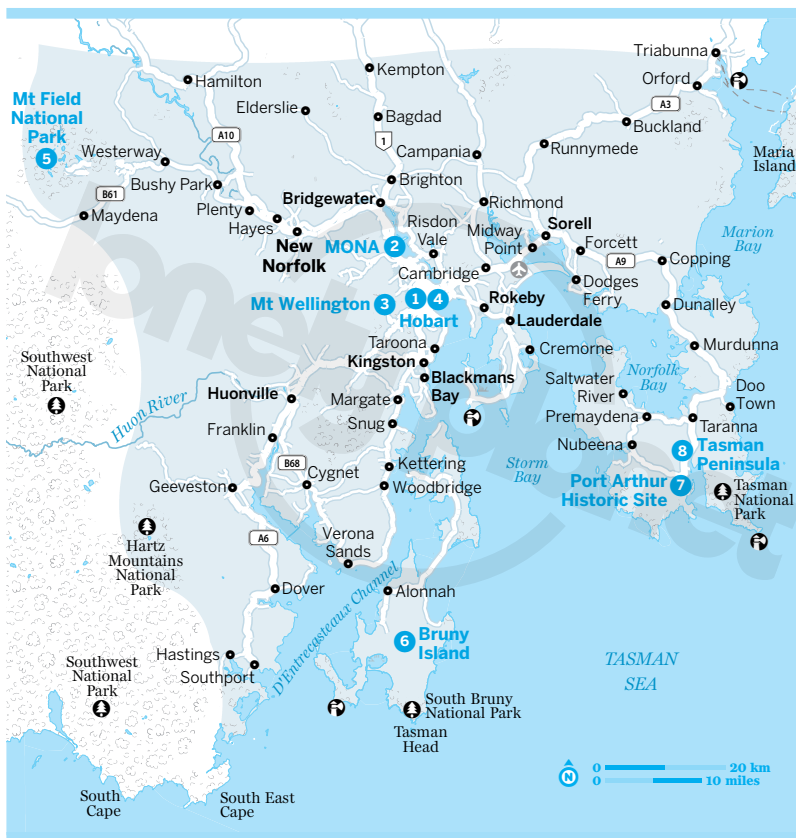 Triabunna
Kempton
Hamilton
Orford
Mt Field
National
Park
5
Elderslie
A3
Bagdad
Buckland
A10
1
Westerway
Campania
Runnymede
Maria
Island
Bushy Park
Brighton
B61
Bridgewater
Richmond
Maydena
Plenty
Hayes
Risdon
Vale
Midway
Point
Sorell
Marion
Bay
New
Norfolk
MONA 2
Forcett
A9
Copping
Cambridge
Dodges
Ferry
Mt Wellington 3
1 4
Hobart
Rokeby
Dunalley
Lauderdale
Taroona
Cremorne
Murdunna
Southwest
National
Park
Kingston
Norfolk
Bay
Blackmans
Bay
Saltwater
River
Doo
Town
Huonville
Margate
Huon River
Premaydena
Taranna
Franklin
Snug
Nubeena
8 Tasman
Peninsula
B68
Kettering
Storm
Bay
Cygnet
Geeveston
Woodbridge
Port Arthur
Historic Site
7
Tasman
National
Park
Hartz
Mountains
National
Park
A6
Verona
Sands
Dover
Alonnah
D'Entrecasteaux Channel
6 Bruny
Island
Hastings
Southport
TASMAN
SEA
Southwest
National
Park
South Bruny
National Park
Tasman
Head
N
0 20 km
0 10 miles
South
Cape
South East
Cape
lonely planet